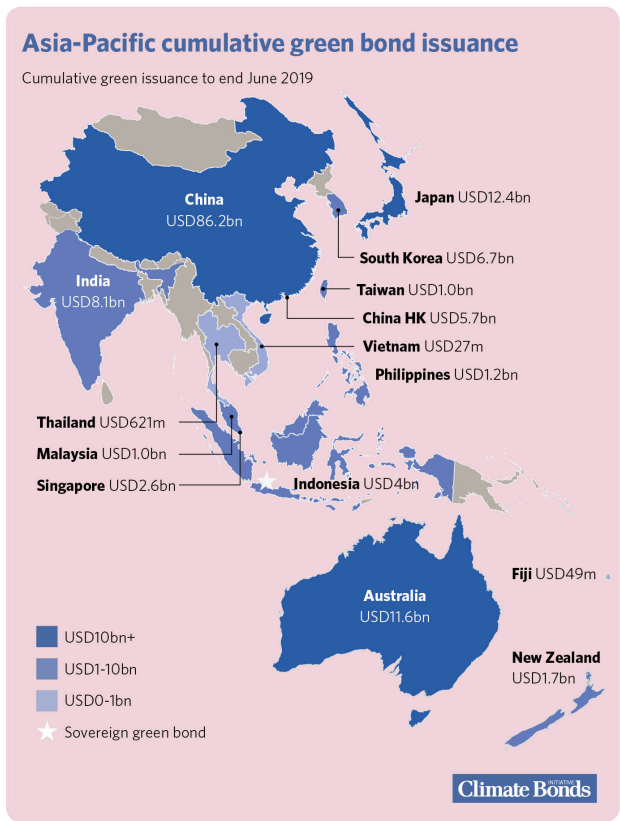 Asia-Pacific cumulative green bond issuance
Cumulative green issuance to end June 2019
China
USD86.2bn
Japan USD12.4bn
South Korea USD6.7bn
India
USD8.1bn
Taiwan USD1.0bn
China HK USD5.7bn
Vietnam USD27m
Philippines USD1.2bn
Thailand USD621m
Malaysia USD1.0bn
Singapore USD2.6bn
Indonesia USD4bn
Fiji USD49m
Australia
USD11.6bn
New Zealand
USD1.7bn
USD10bn+
USD1-10bn
USD0-1bn
Sovereign green bond
Climate Bonds INITIATIVE